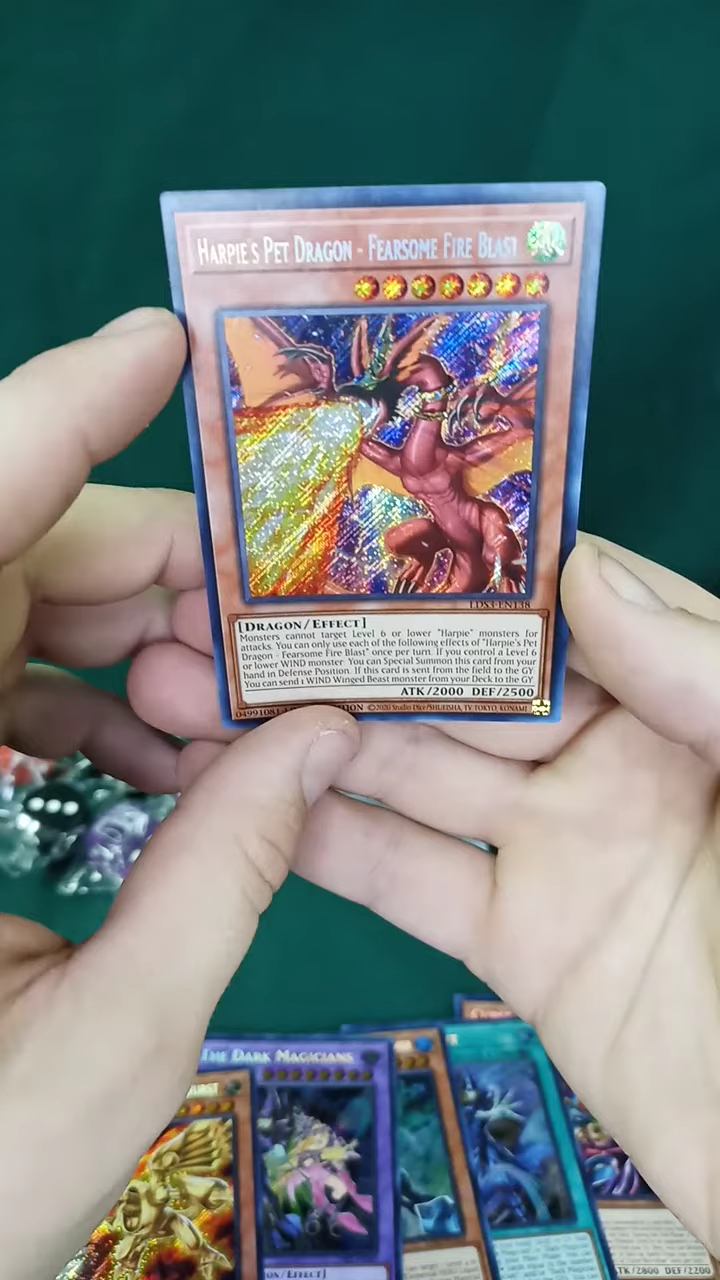 HARPIE'S PET DRAGON - FEARSOME FIRE BLAST
LDS3-EN138
[DRAGON/EFFECT]
Monsters cannot target Level 6 or lower "Harpie" monsters for
attacks. You can only use each of the following effects of "Harpie's Pet
Dragon - Fearsome Fire Blast" once per turn. If you control a Level 6
or lower WIND monster: You can Special Summon this card from your
hand in Defense Position. If this card is sent from the field to the GY:
You can send 1 WIND Winged Beast monster from your Deck to the GY.
ATK/2000 DEF/2500
04991081
©2020 Studio Dice/SHUEISHA, TV TOKYO, KONAMI
THE DARK MAGICIANS
/EFFECT]
TK/2800 DEF/2200